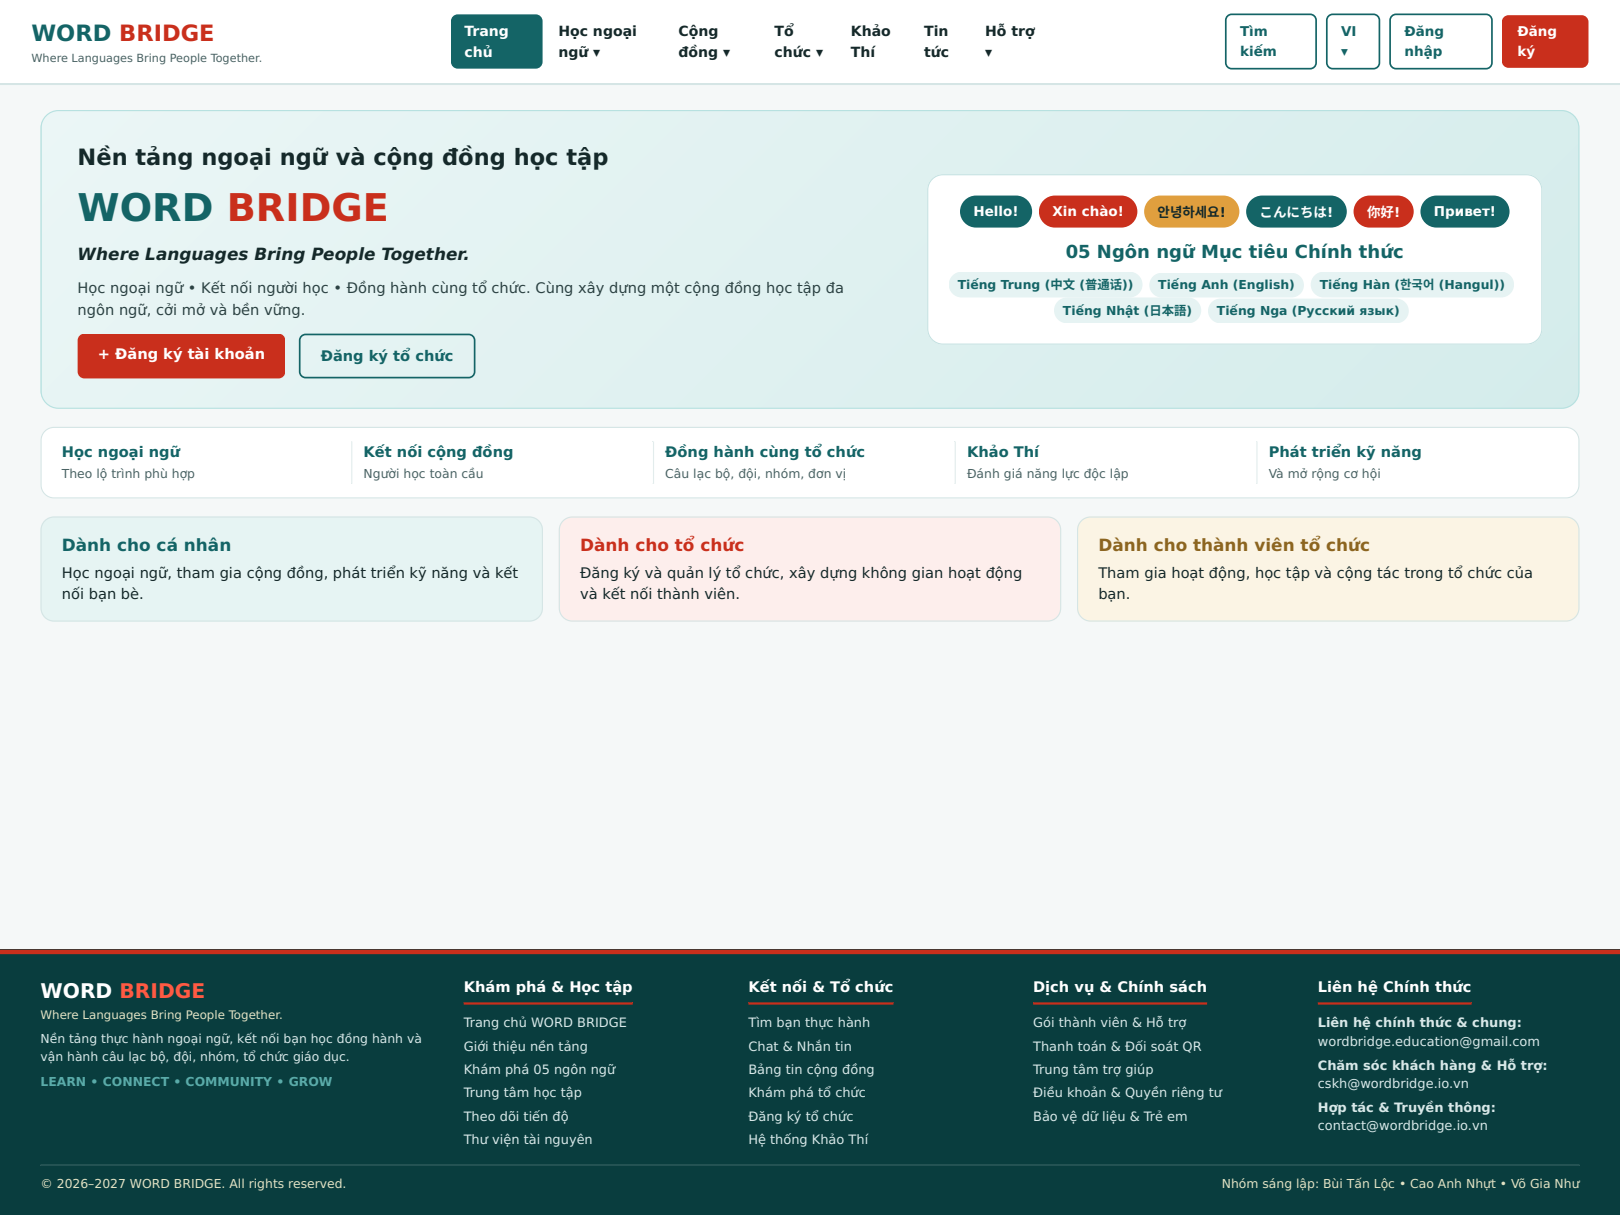 WORD BRIDGE
Where Languages Bring People Together.
Trang chủ
Học ngoại ngữ ▾
Cộng đồng ▾
Tổ chức ▾
Khảo Thí
Tin tức
Hỗ trợ ▾
Tìm kiếm
VI ▾
Đăng nhập
Đăng ký
Nền tảng ngoại ngữ và cộng đồng học tập
WORD BRIDGE
Where Languages Bring People Together.
Học ngoại ngữ • Kết nối người học • Đồng hành cùng tổ chức. Cùng xây dựng một cộng đồng học tập đa
ngôn ngữ, cởi mở và bền vững.
+ Đăng ký tài khoản
Đăng ký tổ chức
Hello! Xin chào! 안녕하세요! こんにちは! 你好! Привет!
05 Ngôn ngữ Mục tiêu Chính thức
Tiếng Trung (中文 (普通话)) Tiếng Anh (English) Tiếng Hàn (한국어 (Hangul))
Tiếng Nhật (日本語) Tiếng Nga (Русский язык)
Học ngoại ngữ
Theo lộ trình phù hợp
Kết nối cộng đồng
Người học toàn cầu
Đồng hành cùng tổ chức
Câu lạc bộ, đội, nhóm, đơn vị
Khảo Thí
Đánh giá năng lực độc lập
Phát triển kỹ năng
Và mở rộng cơ hội
Dành cho cá nhân
Học ngoại ngữ, tham gia cộng đồng, phát triển kỹ năng và kết
nối bạn bè.
Dành cho tổ chức
Đăng ký và quản lý tổ chức, xây dựng không gian hoạt động
và kết nối thành viên.
Dành cho thành viên tổ chức
Tham gia hoạt động, học tập và cộng tác trong tổ chức của
bạn.
WORD BRIDGE
Where Languages Bring People Together.
Nền tảng thực hành ngoại ngữ, kết nối bạn học đồng hành và
vận hành câu lạc bộ, đội, nhóm, tổ chức giáo dục.
LEARN • CONNECT • COMMUNITY • GROW
Khám phá & Học tập
Trang chủ WORD BRIDGE
Giới thiệu nền tảng
Khám phá 05 ngôn ngữ
Trung tâm học tập
Theo dõi tiến độ
Thư viện tài nguyên
Kết nối & Tổ chức
Tìm bạn thực hành
Chat & Nhắn tin
Bảng tin cộng đồng
Khám phá tổ chức
Đăng ký tổ chức
Hệ thống Khảo Thí
Dịch vụ & Chính sách
Gói thành viên & Hỗ trợ
Thanh toán & Đối soát QR
Trung tâm trợ giúp
Điều khoản & Quyền riêng tư
Bảo vệ dữ liệu & Trẻ em
Liên hệ Chính thức
Liên hệ chính thức & chung:
wordbridge.education@gmail.com
Chăm sóc khách hàng & Hỗ trợ:
cskh@wordbridge.io.vn
Hợp tác & Truyền thông:
contact@wordbridge.io.vn
© 2026–2027 WORD BRIDGE. All rights reserved.
Nhóm sáng lập: Bùi Tấn Lộc • Cao Anh Nhựt • Võ Gia Như